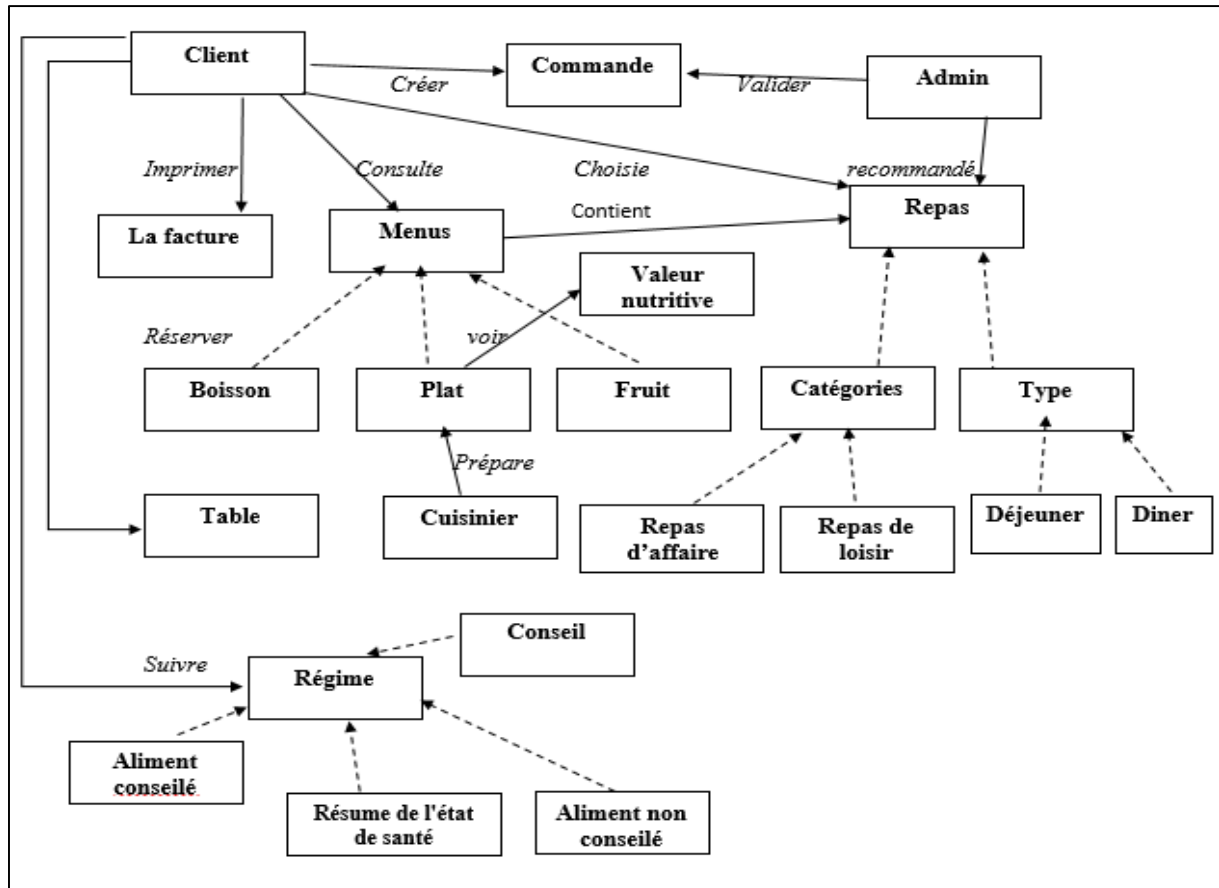 Client
Commande
Admin
Créer
Valider
Imprimer
Consulte
Choisie
recommandé
La facture
Menus
Contient
Repas
Valeur
nutritive
Réserver
voir
Boisson
Plat
Fruit
Catégories
Type
Prépare
Table
Cuisinier
Repas
d’affaire
Repas de
loisir
Déjeuner
Diner
Conseil
Suivre
Régime
Aliment
conseilé
Résume de l'état
de santé
Aliment non
conseilé